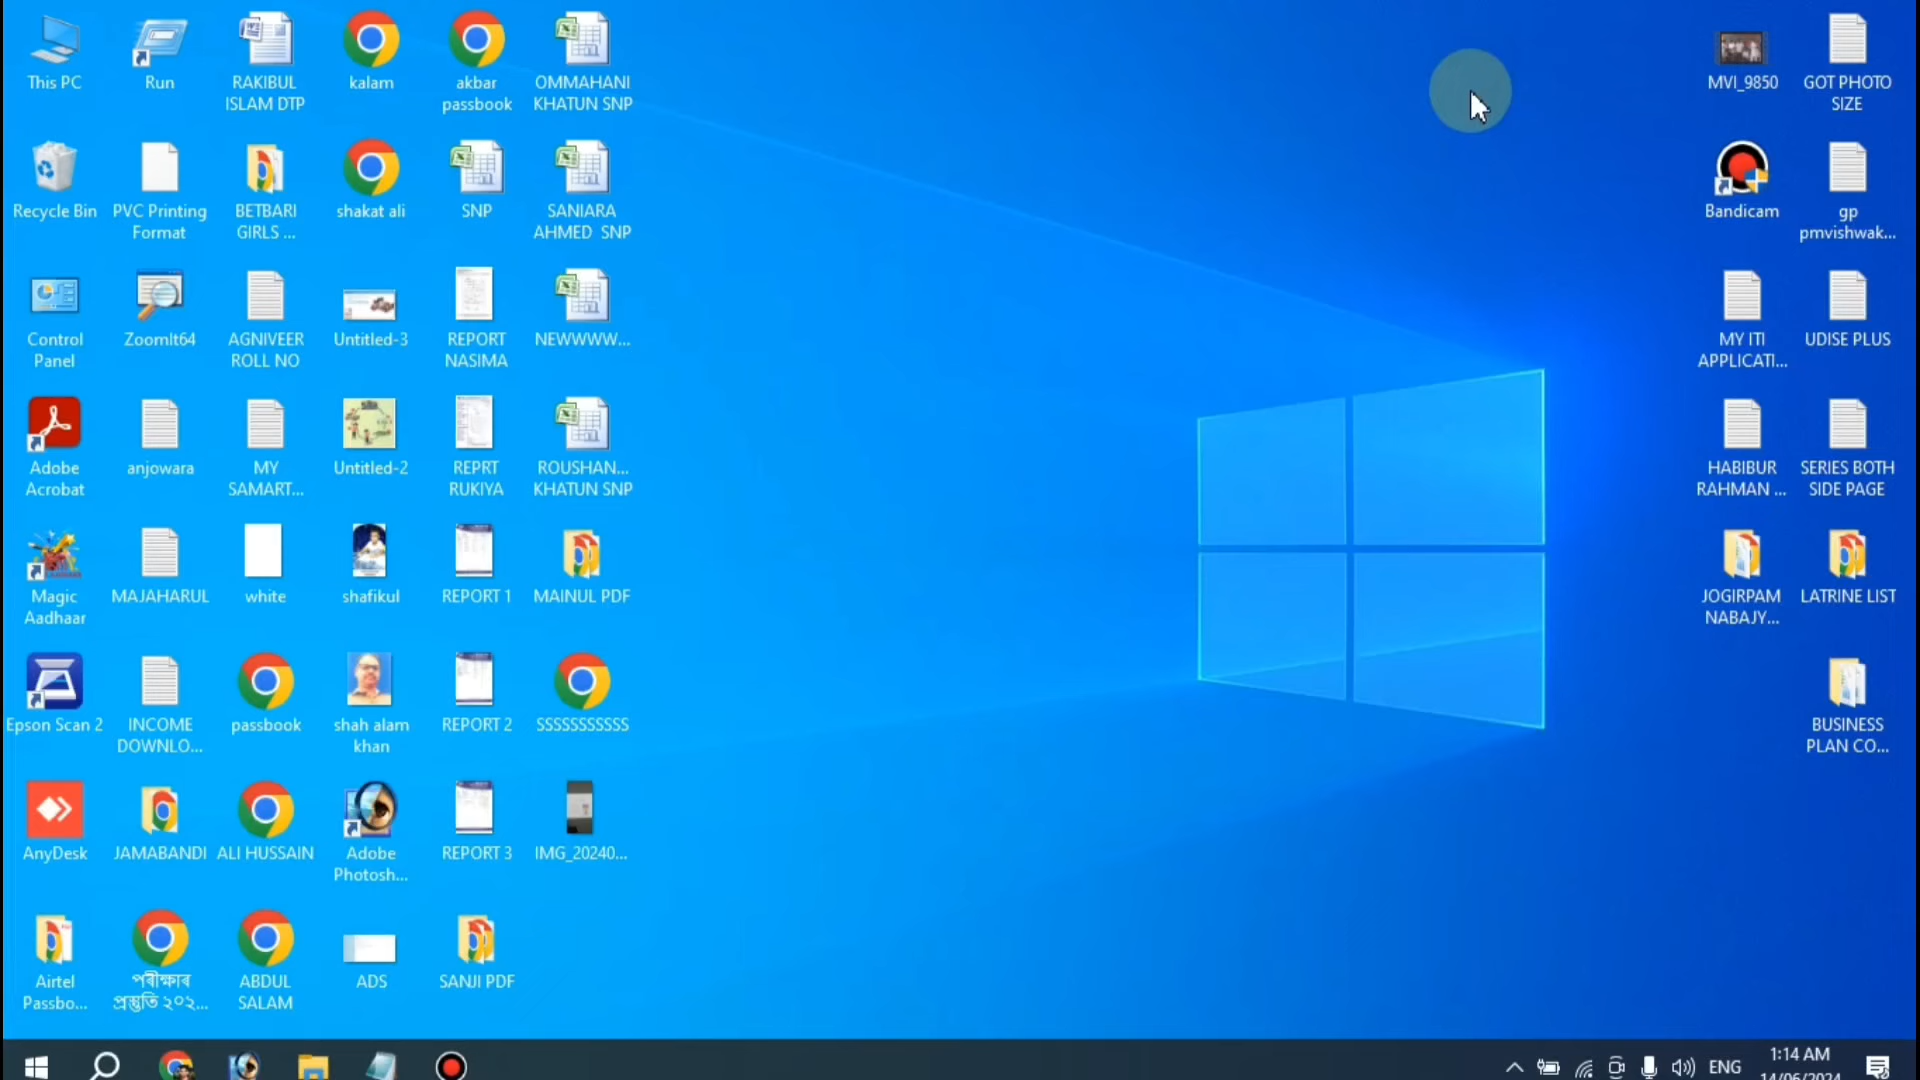 This PC
Run
RAKIBUL
ISLAM DTP
kalam
akbar
passbook
OMMAHANI
KHATUN SNP
MVI_9850
GOT PHOTO
SIZE
Recycle Bin
PVC Printing
Format
BETBARI
GIRLS ...
shakat ali
SNP
SANIARA
AHMED SNP
Bandicam
gp
pmvishwak...
Control
Panel
ZoomIt64
AGNIVEER
ROLL NO
Untitled-3
REPORT
NASIMA
NEWWWW...
MY ITI
APPLICATI...
UDISE PLUS
Adobe
Acrobat
anjowara
MY
SAMART...
Untitled-2
REPRT
RUKIYA
ROUSHAN...
KHATUN SNP
HABIBUR
RAHMAN ...
SERIES BOTH
SIDE PAGE
Magic
Aadhaar
MAJAHARUL
white
shafikul
REPORT 1
MAINUL PDF
JOGIRPAM
NABAJY...
LATRINE LIST
Epson Scan 2
INCOME
DOWNLO...
passbook
shah alam
khan
REPORT 2
SSSSSSSSSSS
BUSINESS
PLAN CO...
AnyDesk
JAMABANDI
ALI HUSSAIN
Adobe
Photosh...
REPORT 3
IMG_20240...
Airtel
Passbo...
পৰীক্ষাৰ
প্ৰস্তুতি ২০২...
ABDUL
SALAM
ADS
SANJI PDF
ENG
1:14 AM
14/06/2024